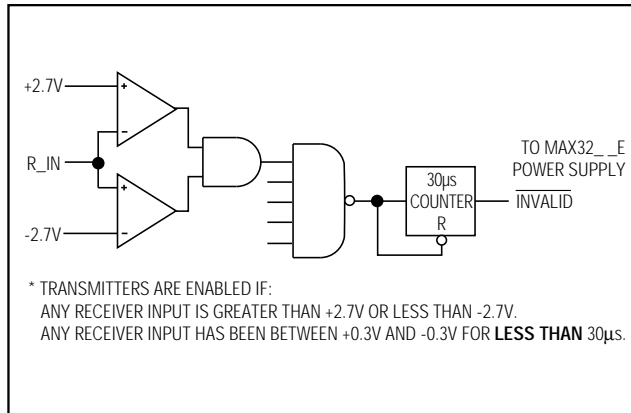 +2.7V
+
−
R_IN
+
−
-2.7V
30µs
COUNTER
R
TO MAX32_ _E
POWER SUPPLY
INVALID
* TRANSMITTERS ARE ENABLED IF:
ANY RECEIVER INPUT IS GREATER THAN +2.7V OR LESS THAN -2.7V.
ANY RECEIVER INPUT HAS BEEN BETWEEN +0.3V AND -0.3V FOR LESS THAN 30µs.